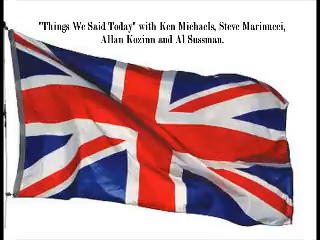 "Things We Said Today" with Ken Michaels, Steve Marinucci,
Allan Kozinn and Al Sussman.